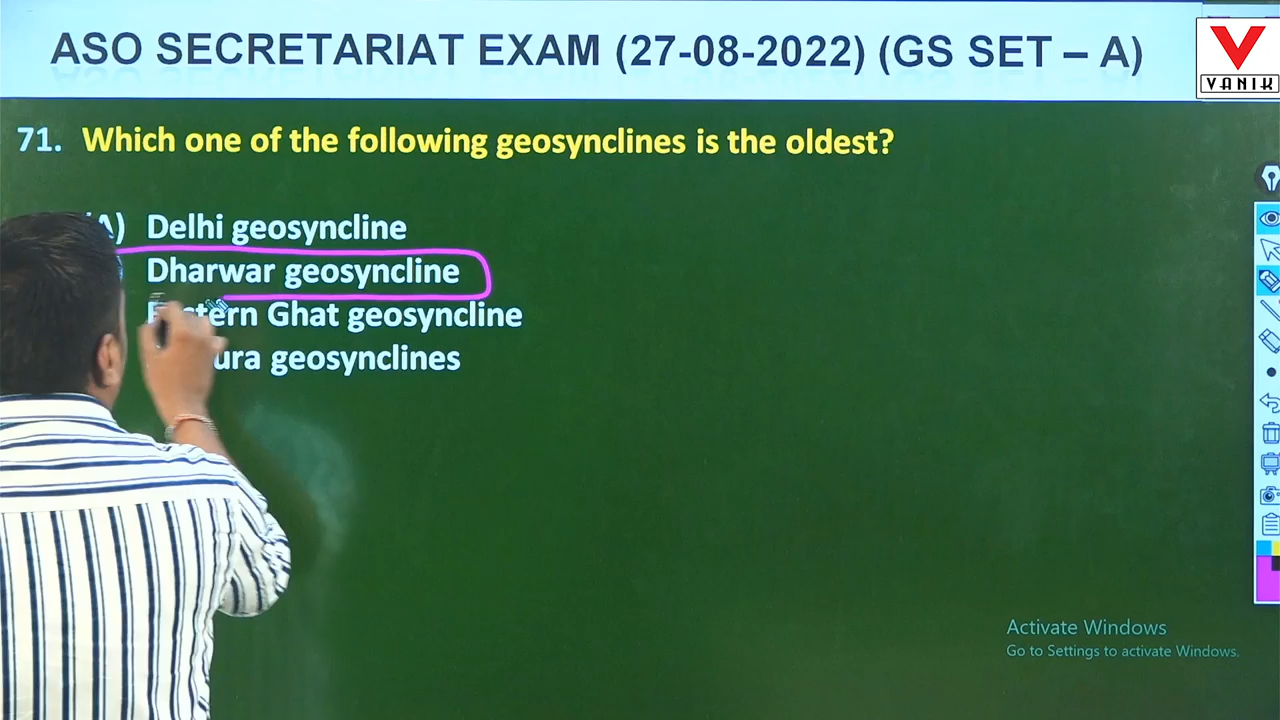 ASO SECRETARIAT EXAM (27-08-2022) (GS SET – A)
VANIK
71. Which one of the following geosynclines is the oldest?
(A) Delhi geosyncline
Dharwar geosyncline
Eastern Ghat geosyncline
geosynclines
Activate Windows
Go to Settings to activate Windows.